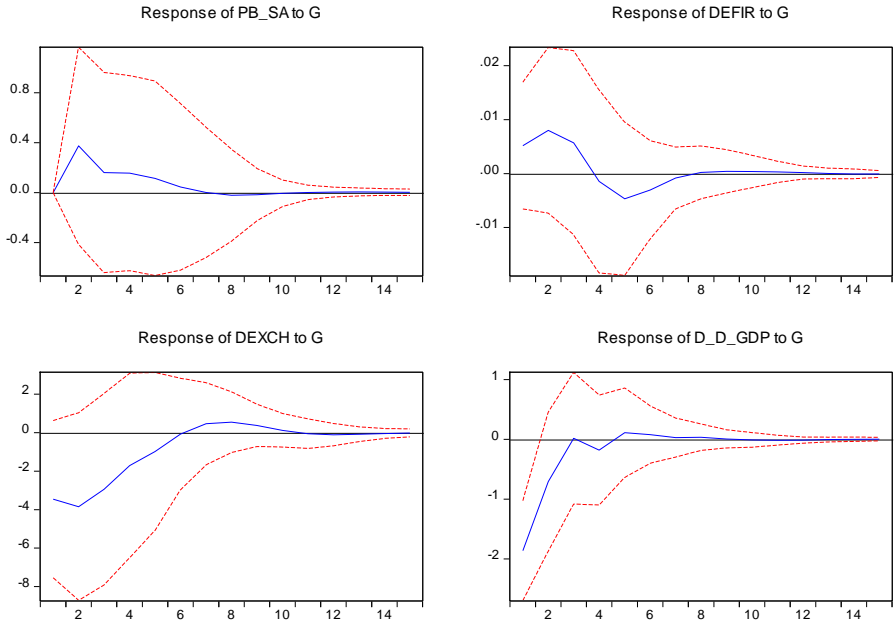 Response of PB_SA to G
0.8
0.4
0.0
-0.4
2 4 6 8 10 12 14
Response of DEFIR to G
.02
.01
.00
-.01
2 4 6 8 10 12 14
Response of DEXCH to G
2
0
-2
-4
-6
-8
2 4 6 8 10 12 14
Response of D_D_GDP to G
1
0
-1
-2
2 4 6 8 10 12 14